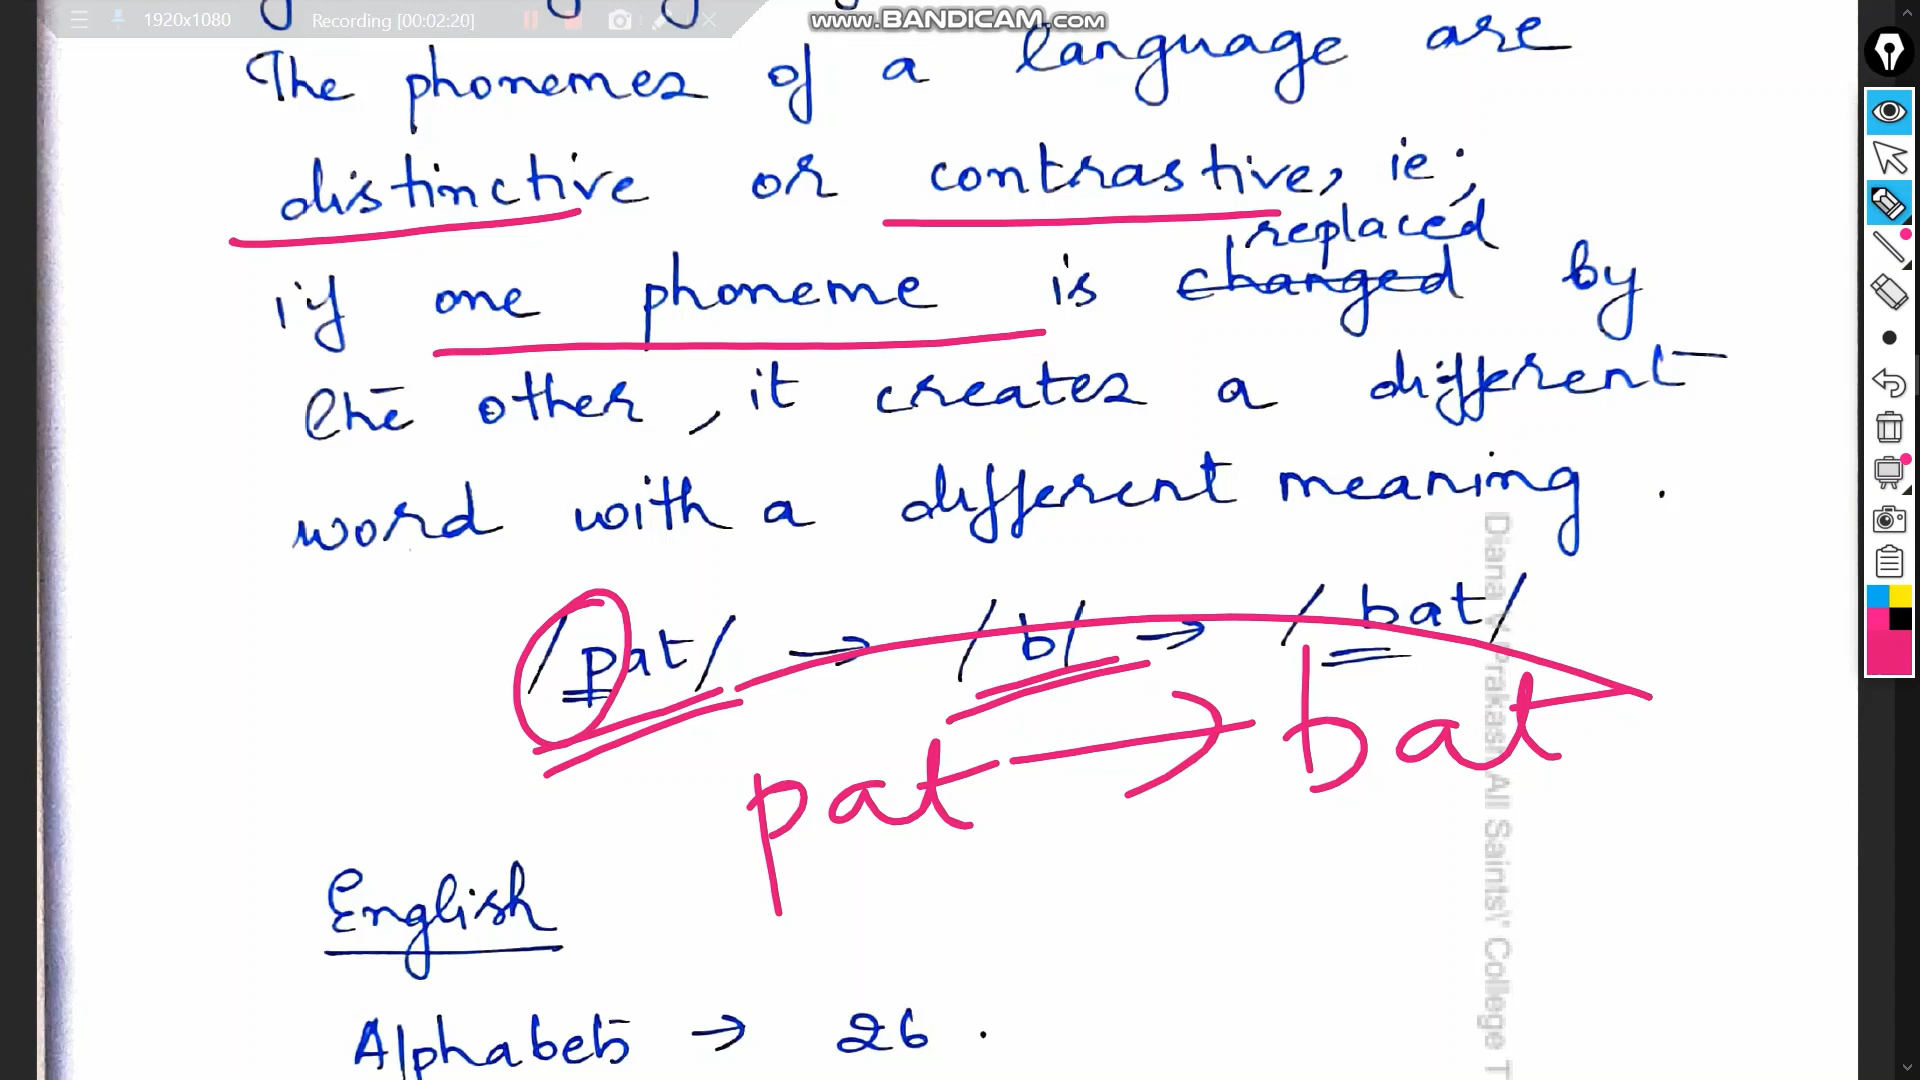 1920x1080 Recording [00:02:20]
www.BANDICAM.com
The phonemes of a language are
distinctive or contrastive, ie;
replaced
if one phoneme is changed by
the other, it creates a different
word with a different meaning.
/pat/ → /b/ → /bat/
pat → bat
English
Alphabets → 26.
Diana V Prakash, All Saints' College T